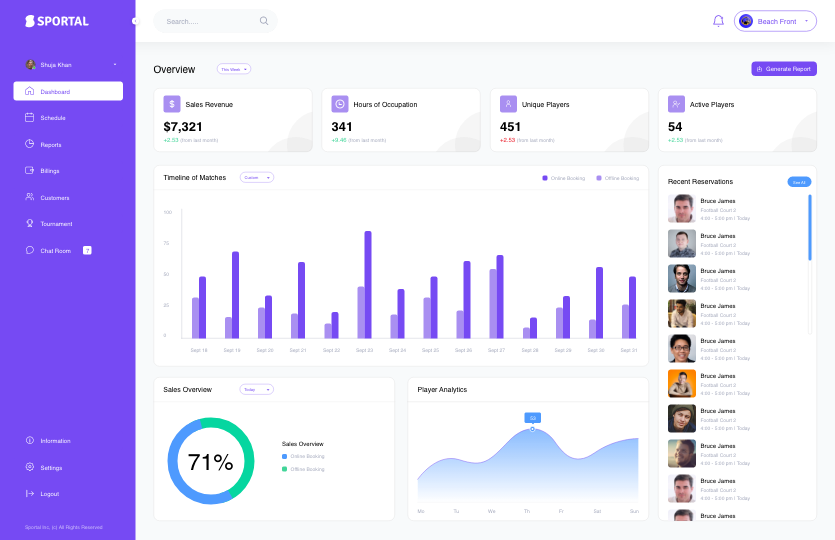 SPORTAL
Search.....
Beach Front
Shuja Khan
Dashboard
Schedule
Reports
Billings
Customers
Tournament
Chat Room 7
Information
Settings
Logout
Sportal Inc. (c) All Rights Reserved
Overview
This Week
Generate Report
Sales Revenue
$7,321
+2.53 (from last month)
Hours of Occupation
341
+9.46 (from last month)
Unique Players
451
+2.53 (from last month)
Active Players
54
+2.53 (from last month)
Timeline of Matches
Custom
Online Booking
Offline Booking
+100
75
50
25
0
Sept 18 Sept 19 Sept 20 Sept 21 Sept 22 Sept 23 Sept 24 Sept 25 Sept 26 Sept 27 Sept 28 Sept 29 Sept 30 Sept 31
Sales Overview
Today
71%
Sales Overview
Online Booking
Offline Booking
Player Analytics
53
Mo Tu We Th Fr Sat Sun
Recent Reservations
See All
Bruce James
Football Court 2
4:00 - 5:00 pm | Today
Bruce James
Football Court 2
4:00 - 5:00 pm | Today
Bruce James
Football Court 2
4:00 - 5:00 pm | Today
Bruce James
Football Court 2
4:00 - 5:00 pm | Today
Bruce James
Football Court 2
4:00 - 5:00 pm | Today
Bruce James
Football Court 2
4:00 - 5:00 pm | Today
Bruce James
Football Court 2
4:00 - 5:00 pm | Today
Bruce James
Football Court 2
4:00 - 5:00 pm | Today
Bruce James
Football Court 2
4:00 - 5:00 pm | Today
Bruce James